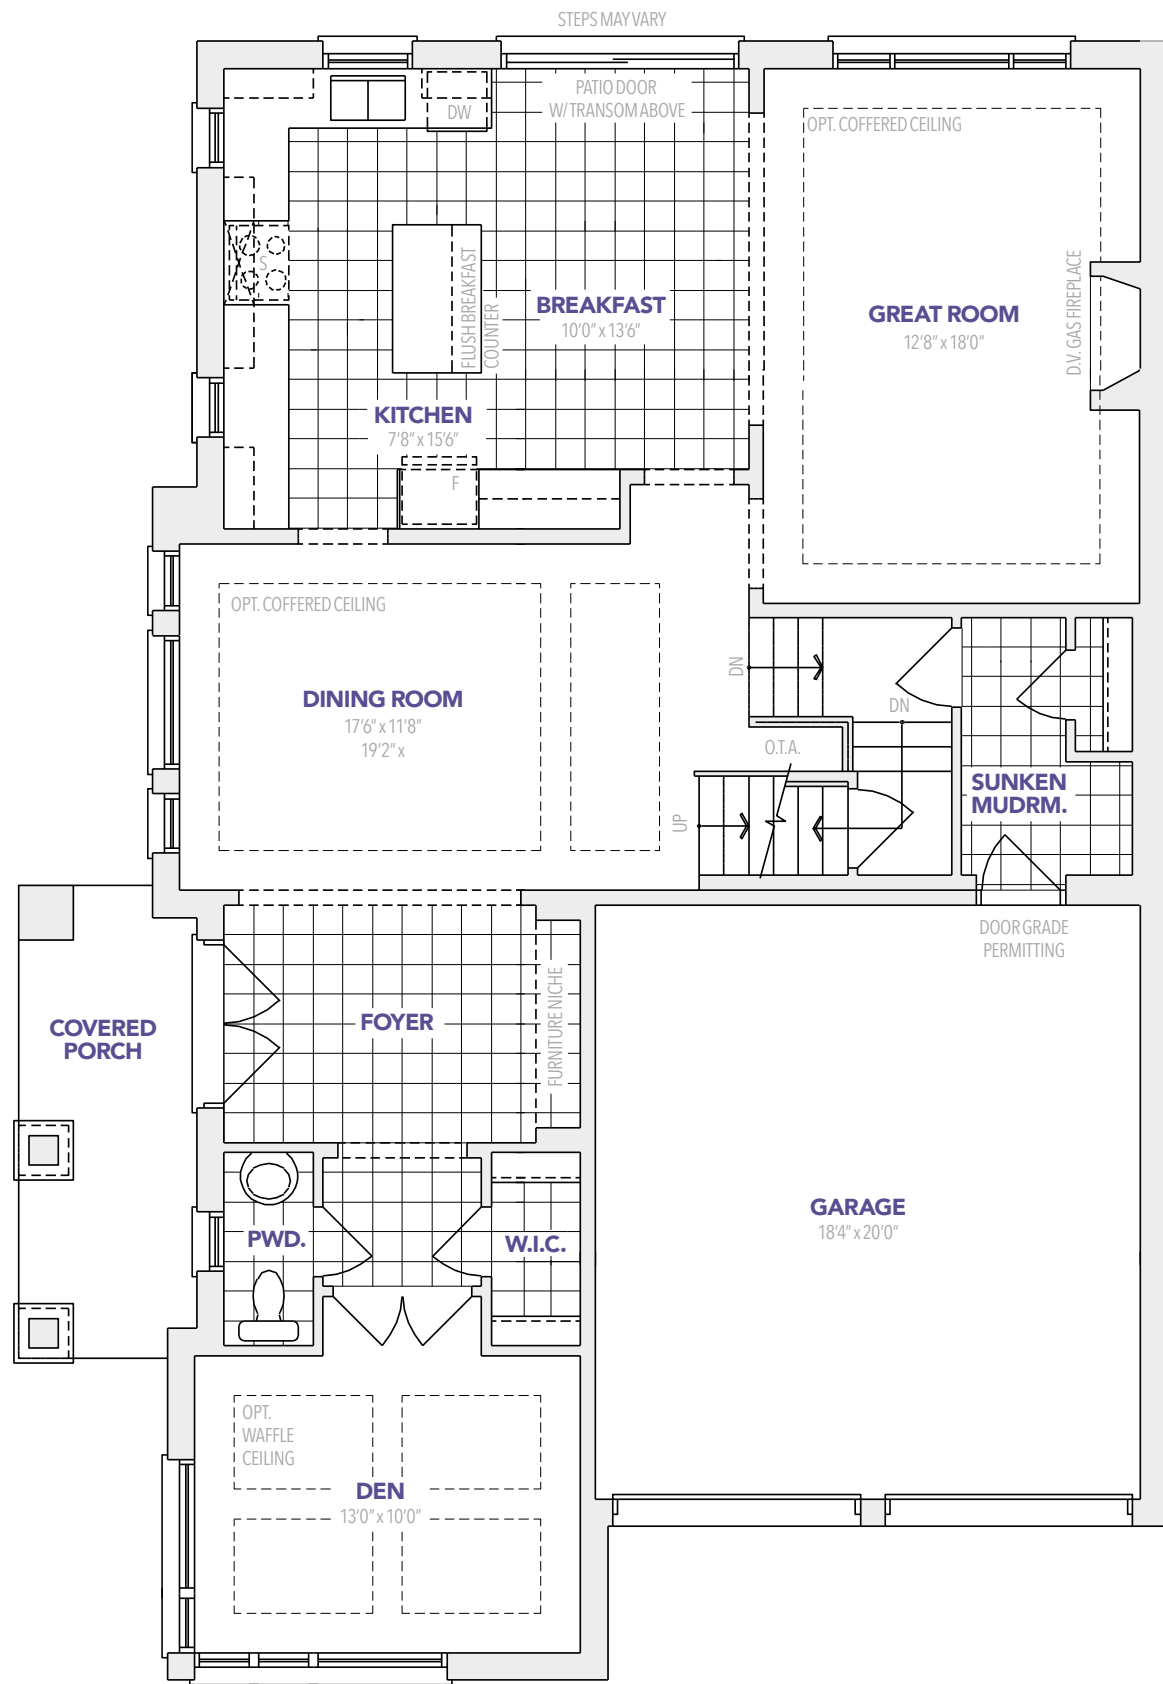 STEPS MAY VARY
PATIO DOOR
W/ TRANSOM ABOVE
DW
OPT. COFFERED CEILING
S
FLUSH BREAKFAST
COUNTER
BREAKFAST
10'0" x 13'6"
GREAT ROOM
12'8" x 18'0"
D.V. GAS FIREPLACE
KITCHEN
7'8" x 15'6"
F
OPT. COFFERED CEILING
DINING ROOM
17'6" x 11'8"
19'2" x
DN
DN
O.T.A.
UP
SUNKEN
MUDRM.
DOOR GRADE
PERMITTING
COVERED
PORCH
FOYER
FURNITURE NICHE
PWD.
W.I.C.
GARAGE
18'4" x 20'0"
OPT.
WAFFLE
CEILING
DEN
13'0" x 10'0"